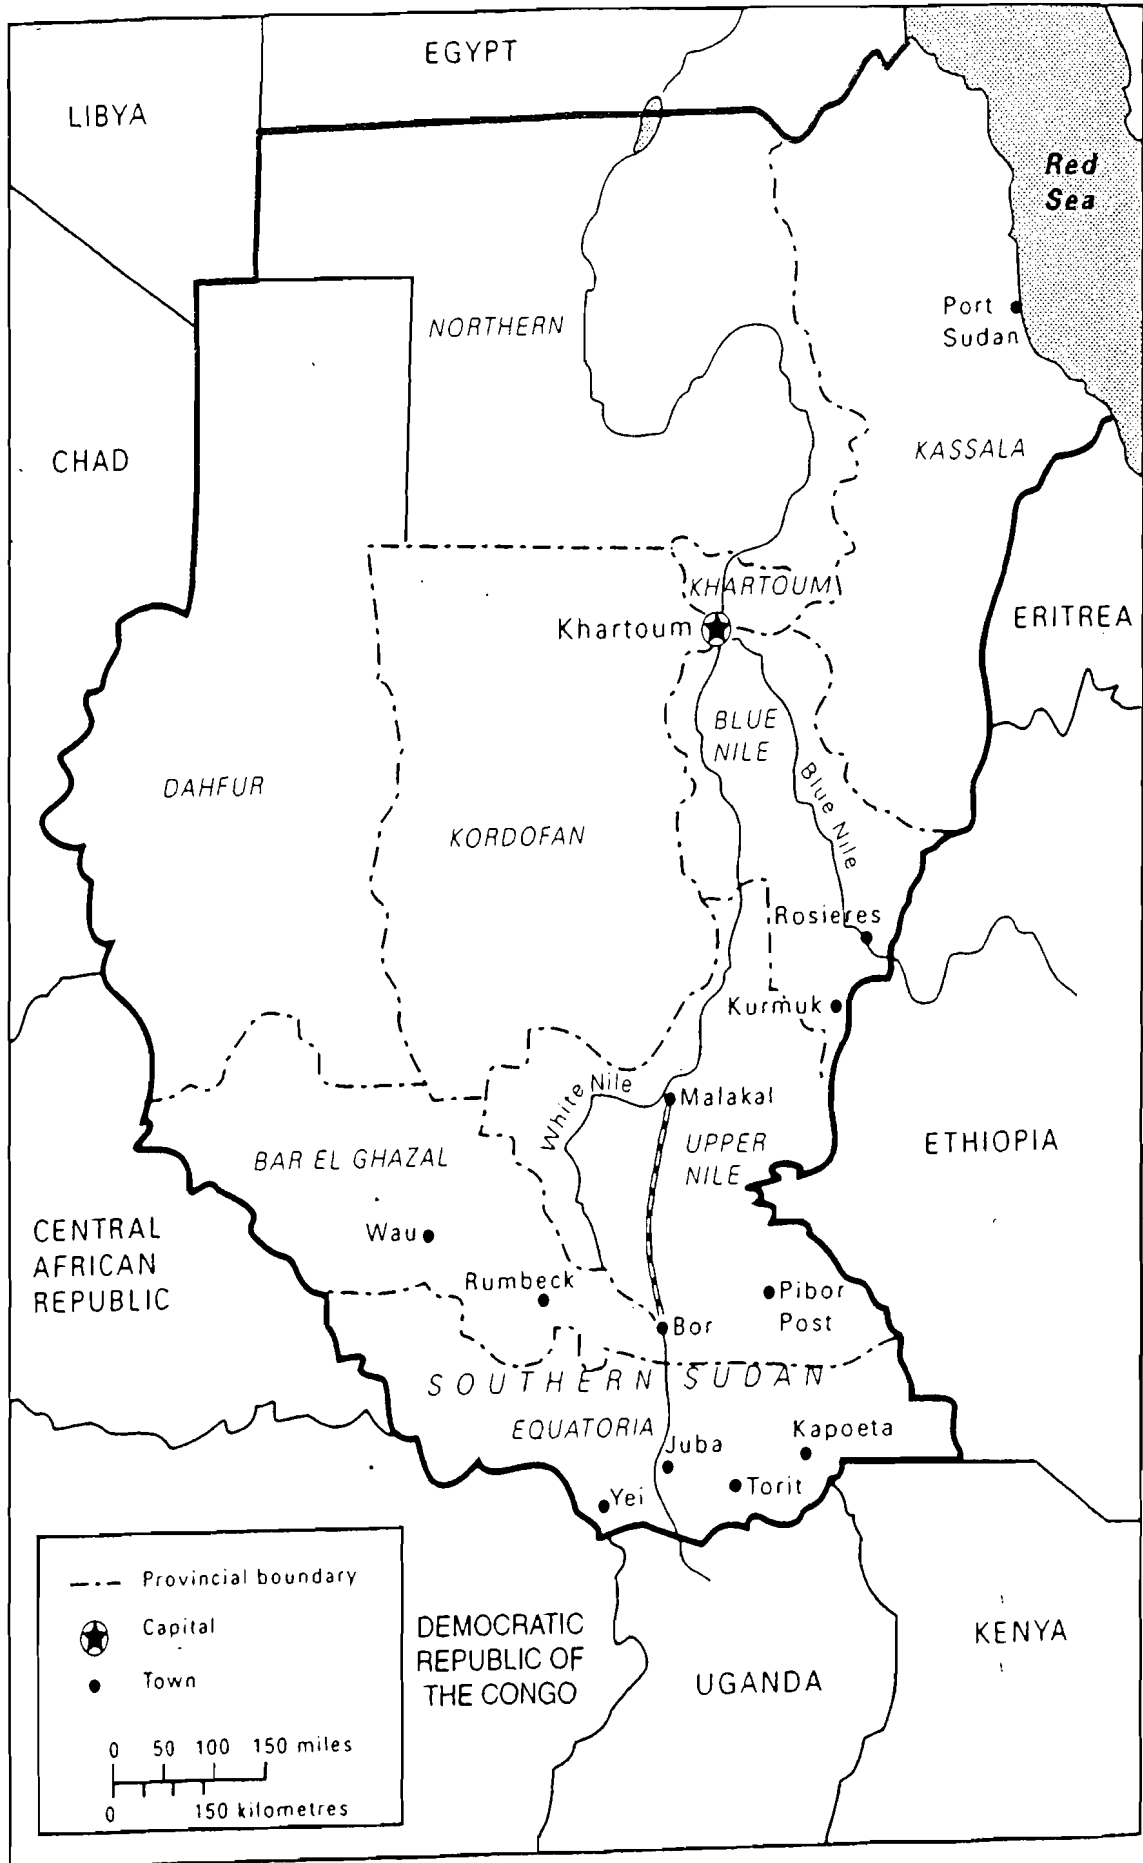 EGYPT
LIBYA
Red
Sea
Port
Sudan
NORTHERN
CHAD
KASSALA
KHARTOUM
Khartoum
ERITREA
BLUE
NILE
Blue Nile
DAHFUR
KORDOFAN
Rosieres
Kurmuk
White Nile
Malakal
ETHIOPIA
UPPER
NILE
BAR EL GHAZAL
CENTRAL
AFRICAN
REPUBLIC
Wau
Rumbeck
Pibor
Post
Bor
SOUTHERN SUDAN
EQUATORIA
Juba
Kapoeta
Torit
Yei
Provincial boundary
Capital
Town
0 50 100 150 miles
0 150 kilometres
DEMOCRATIC
REPUBLIC OF
THE CONGO
UGANDA
KENYA